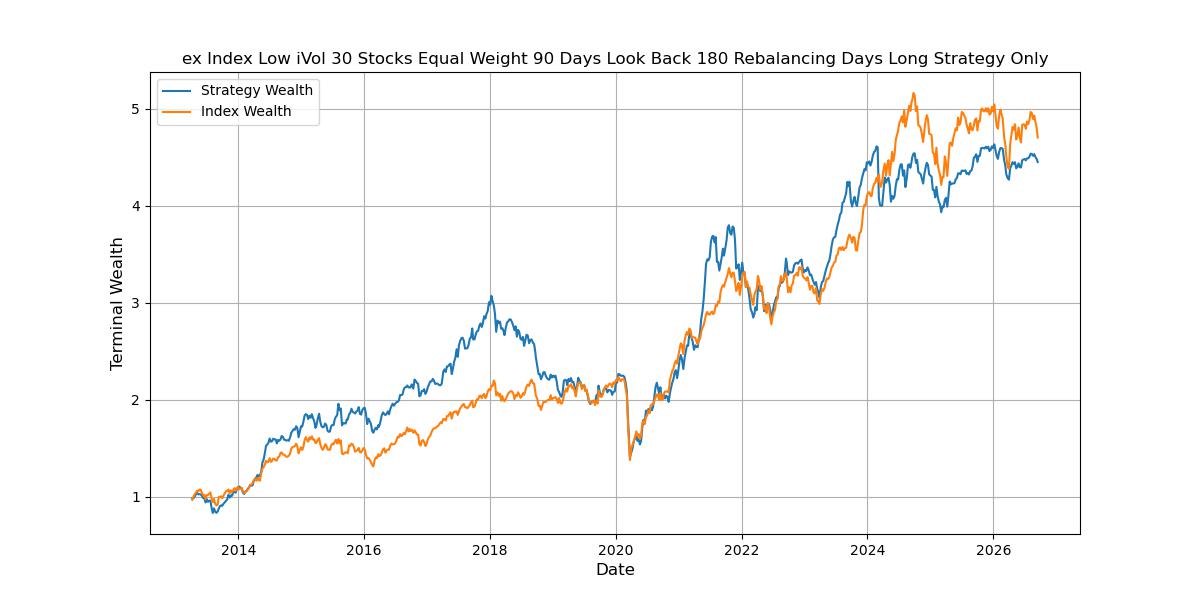 ex Index Low iVol 30 Stocks Equal Weight 90 Days Look Back 180 Rebalancing Days Long Strategy Only
Strategy Wealth
Index Wealth
5
4
3
2
1
Terminal Wealth
2014 2016 2018 2020 2022 2024 2026
Date